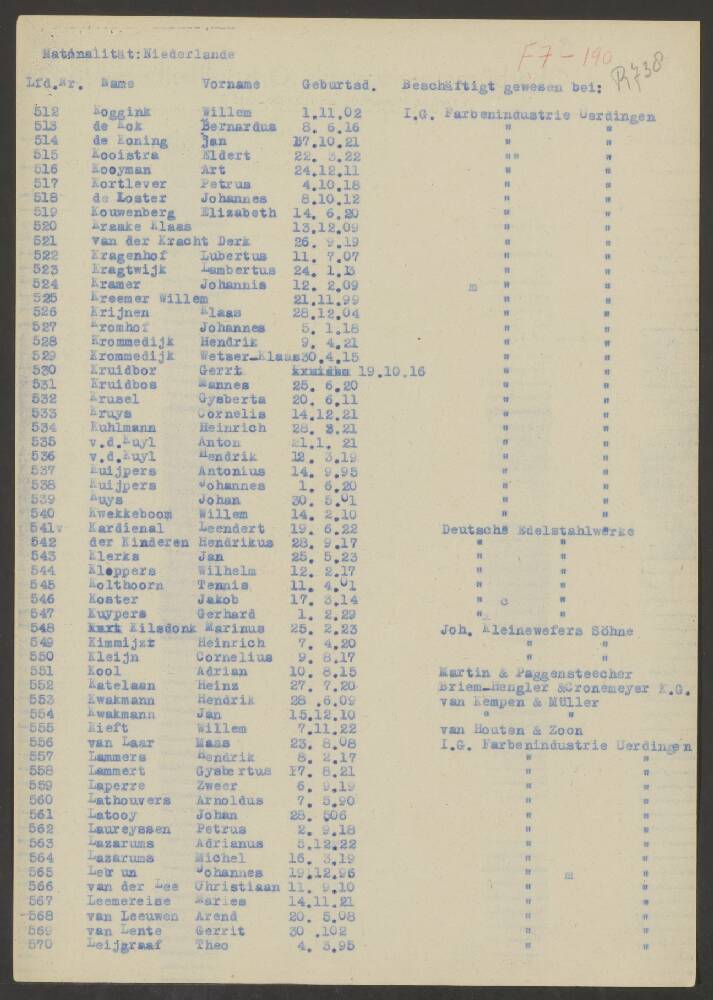 Nationalität: Niederlande
F7-190
R738
Lfd.Nr. Name Vorname Geburtsd. Beschäftigt gewesen bei:
512 Koggink Willem 1.11.02 I.G. Farbenindustrie Uerdingen
513 de Kok Bernardus 8. 6.16 " "
514 de Koning Jan 17.10.21 " "
515 Kooistra Eldert 22. 3.22 "" "
516 Kooyman Art 24.12.11 " "
517 Kortlever Petrus 4.10.18 " "
518 de Koster Johannes 8.10.12 " "
519 Kouwenberg Elizabeth 14. 6.20 " "
520 Kraake Klaas 13.12.09 " "
521 van der Kracht Derk 26. 9.19 " "
522 Kragenhof Lubertus 11. 7.07 " "
523 Kragtwijk Lambertus 24. 1.13 " "
524 Kramer Johannis 12. 2.09 m " "
525 Kreemer Willem 21.11.99 " "
526 Krijnen Klaas 28.12.04 " "
527 Kromhof Johannes 5. 1.18 " "
528 Krommedijk Hendrik 9. 4.21 " "
529 Krommedijk Wetser-Klaas 30.4.15 " "
530 Kruidbor Gerrt 19.10.16 " "
531 Kruidbos Mannes 25. 6.20 " "
532 Krusel Gysberta 20. 6.11 " "
533 Kruys Cornelis 14.12.21 " "
534 Kuhlmann Heinrich 28. 3.21 " "
535 v.d.Kuyl Anton 21.1. 21 " "
536 v.d.Kuyl Hendrik 12. 3.19 " "
537 Kuijpers Antonius 14. 9.95 " "
538 Kuijpers Johannes 1. 6.20 " "
539 Kuys Johan 30. 5.01 " "
540 Kwekkeboom Willem 14. 2.10 " "
541v Kardienal Leendert 19. 6.22 Deutsche Edelstahlwerke
542 der Kinderen Hendrikus 28. 9.17 " "
543 Klerks Jan 25. 5.23 " "
544 Kleppers Wilhelm 12. 2.17 " "
545 Kolthoorn Tennis 11. 4.01 " "
546 Koster Jakob 17. 3.14 " c "
547 Kuypers Gerhard 1. 2.29 " "
548 Kilsdonk Marinus 25. 2.23 Joh. Kleinewefers Söhne
549 Kimmijzr Heinrich 7. 4.20 " "
550 Kleijn Cornelius 9. 8.17 " "
551 Kool Adrian 10. 8.15 Martin & Paggensteecher
552 Katelaan Heinz 27. 7.20 Briem-Hengler &Cronemeyer K.G.
553 Kwakmann Hendrik 28 .6.09 van Kempen & Müller
554 Kwakmann Jan 15.12.10 " "
555 Kieft Willem 7.11.22 van Houten & Zoon
556 van Laar Maas 23. 8.08 I.G. Farbenindustrie Uerdingen
557 Lammers Hendrik 8. 2.17 " "
558 Lammert Gysbertus 17. 8.21 " "
559 Laperre Zweer 6. 9.19 " "
560 Lathouvers Arnoldus 7. 5.90 " "
561 Latooy Johan 28. 506 " "
562 Laureyssen Petrus 2. 9.18 " "
563 Lazarums Adrianus 5.12.22 " "
564 Lazarums Michel 16. 3.19 " "
565 Johannes 19.12.96 " m "
566 van der Lee Christiaan 11. 9.10 " "
567 Leemereise Maries 14.11.21 " "
568 van Leeuwen Arend 20. 5.08 " "
569 van Lente Gerrit 30 .102 " "
570 Leijgraaf Theo 4. 3.95 " "